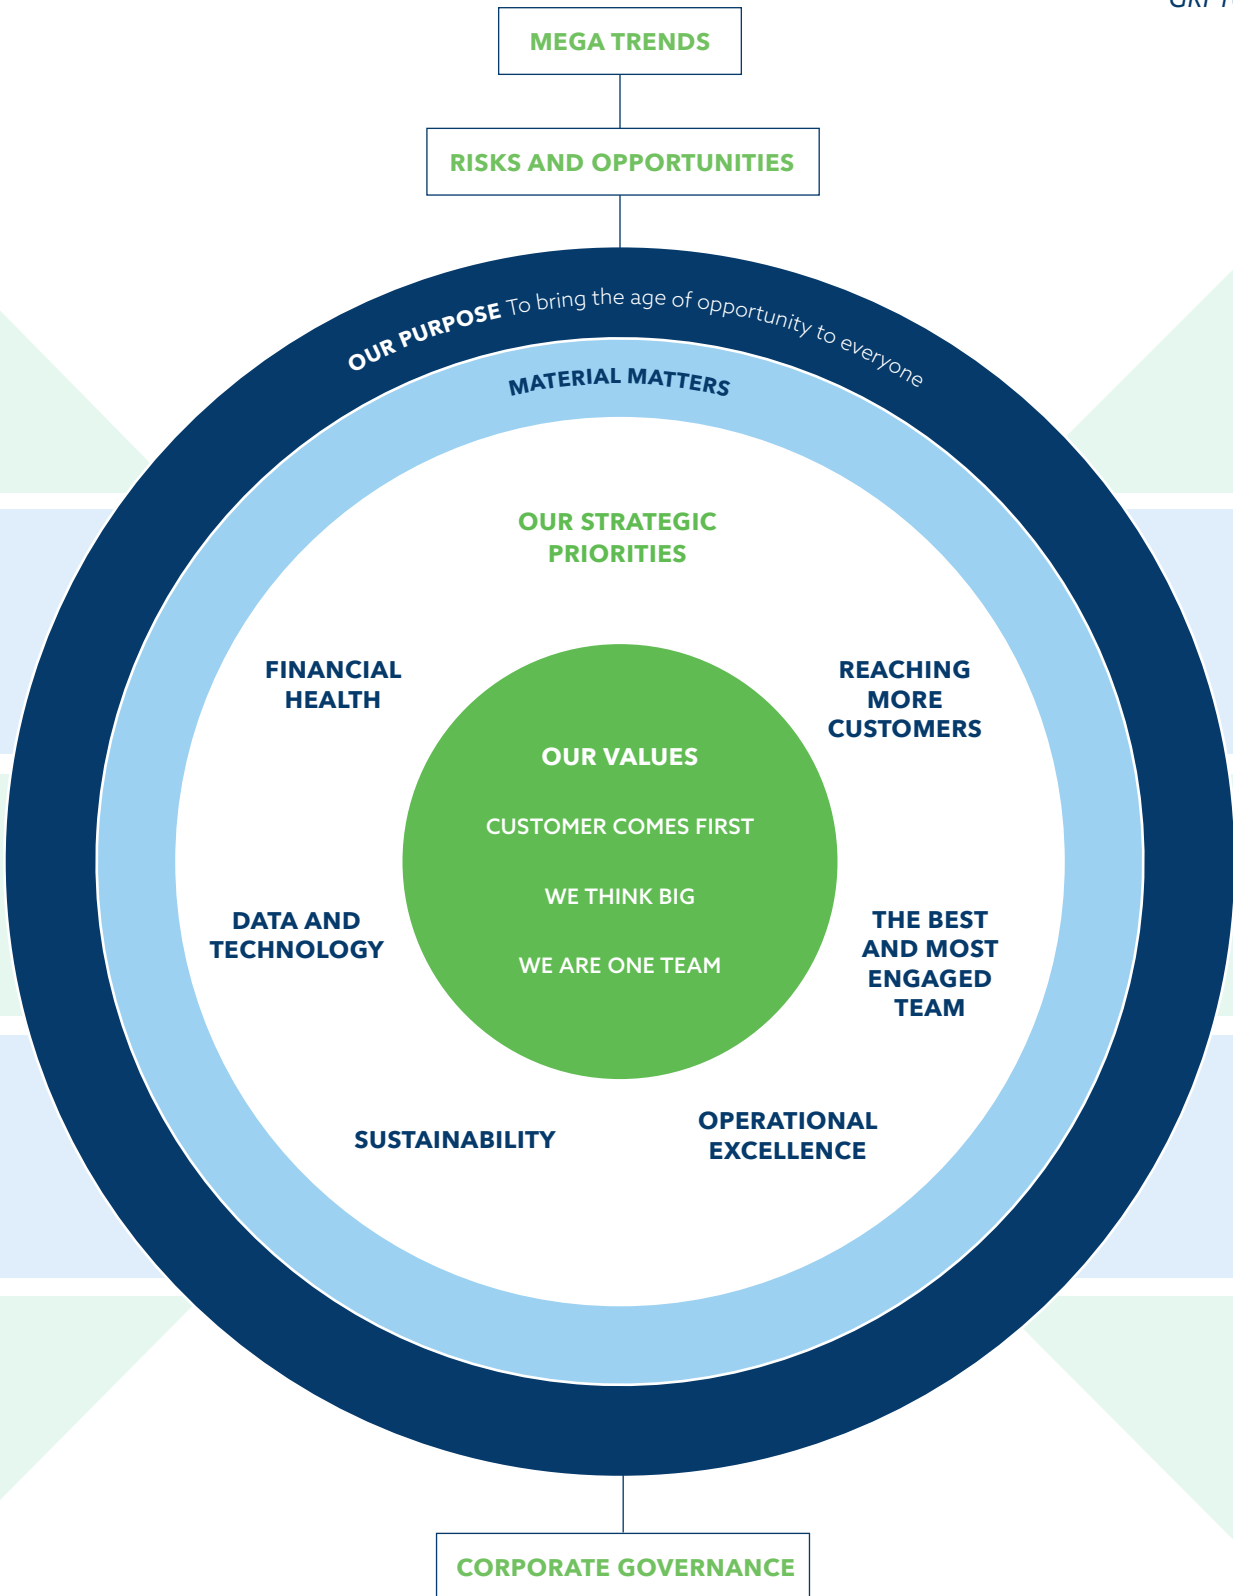 MEGA TRENDS
RISKS AND OPPORTUNITIES
OUR PURPOSE To bring the age of opportunity to everyone
MATERIAL MATTERS
OUR STRATEGIC
PRIORITIES
FINANCIAL
HEALTH
REACHING
MORE
CUSTOMERS
OUR VALUES
CUSTOMER COMES FIRST
WE THINK BIG
WE ARE ONE TEAM
DATA AND
TECHNOLOGY
THE BEST
AND MOST
ENGAGED
TEAM
SUSTAINABILITY
OPERATIONAL
EXCELLENCE
CORPORATE GOVERNANCE